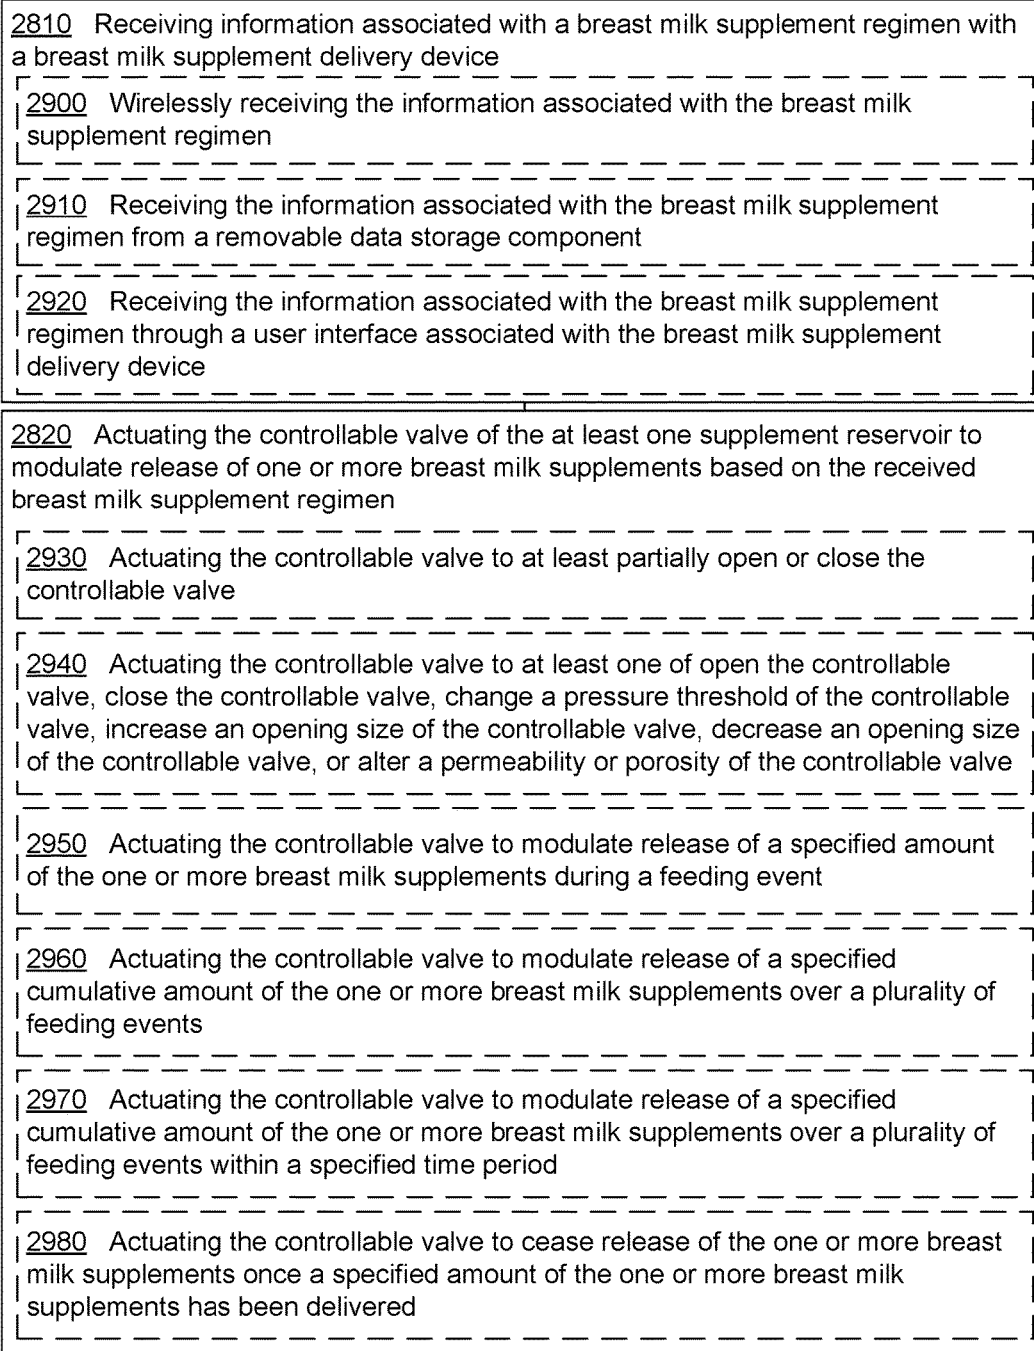 2810 Receiving information associated with a breast milk supplement regimen with
a breast milk supplement delivery device
2900 Wirelessly receiving the information associated with the breast milk
supplement regimen
2910 Receiving the information associated with the breast milk supplement
regimen from a removable data storage component
2920 Receiving the information associated with the breast milk supplement
regimen through a user interface associated with the breast milk supplement
delivery device
2820 Actuating the controllable valve of the at least one supplement reservoir to
modulate release of one or more breast milk supplements based on the received
breast milk supplement regimen
2930 Actuating the controllable valve to at least partially open or close the
controllable valve
2940 Actuating the controllable valve to at least one of open the controllable
valve, close the controllable valve, change a pressure threshold of the controllable
valve, increase an opening size of the controllable valve, decrease an opening size
of the controllable valve, or alter a permeability or porosity of the controllable valve
2950 Actuating the controllable valve to modulate release of a specified amount
of the one or more breast milk supplements during a feeding event
2960 Actuating the controllable valve to modulate release of a specified
cumulative amount of the one or more breast milk supplements over a plurality of
feeding events
2970 Actuating the controllable valve to modulate release of a specified
cumulative amount of the one or more breast milk supplements over a plurality of
feeding events within a specified time period
2980 Actuating the controllable valve to cease release of the one or more breast
milk supplements once a specified amount of the one or more breast milk
supplements has been delivered